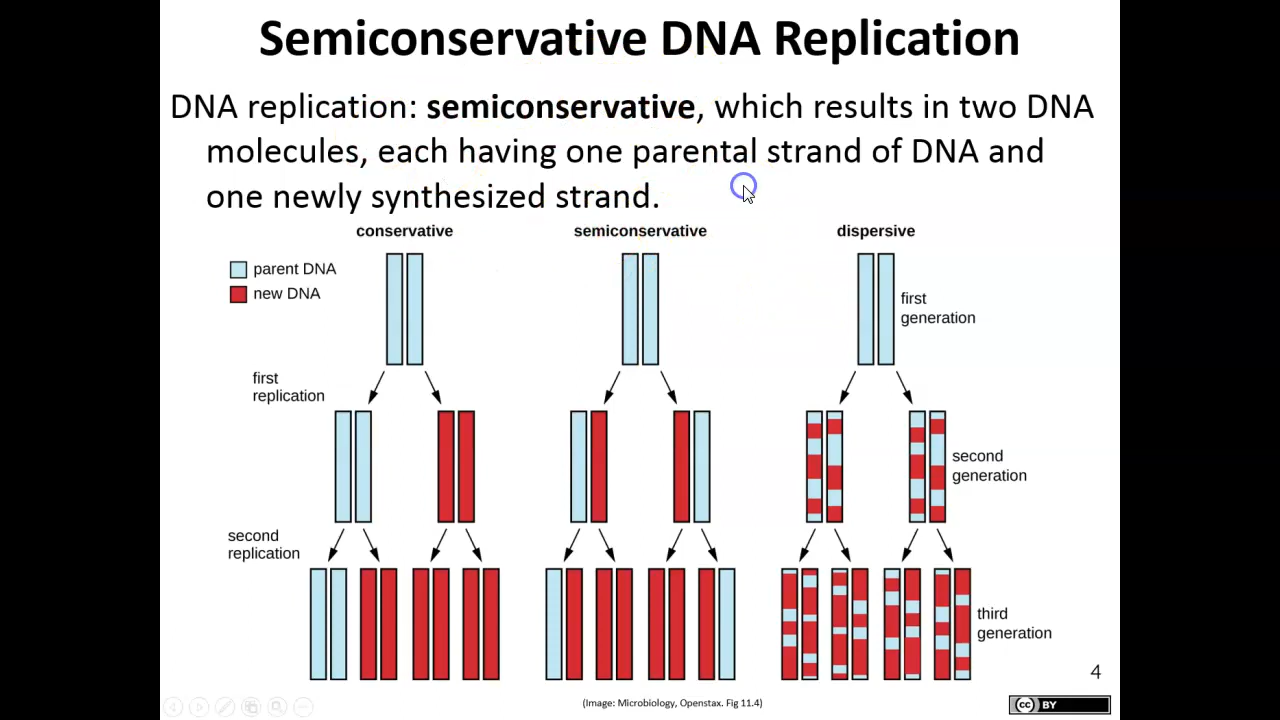 Semiconservative DNA Replication
DNA replication: semiconservative, which results in two DNA
molecules, each having one parental strand of DNA and
one newly synthesized strand.
conservative
semiconservative
dispersive
parent DNA
new DNA
first
generation
first
replication
second
generation
second
replication
third
generation
4
(Image: Microbiology, Openstax. Fig 11.4)
cc BY